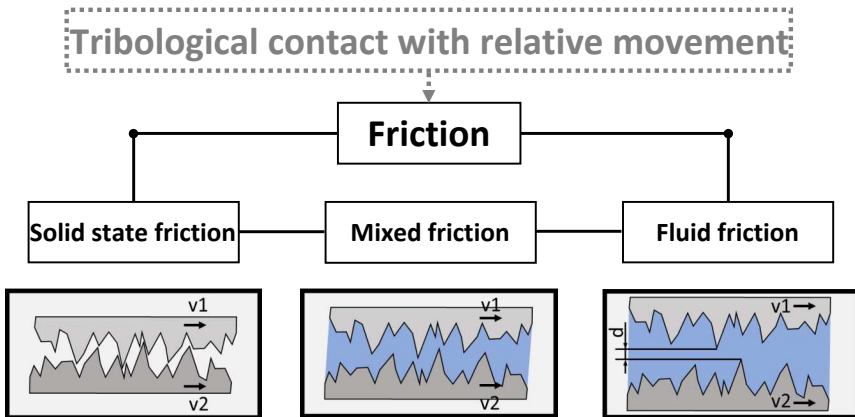 Tribological contact with relative movement
Friction
Solid state friction
Mixed friction
Fluid friction
v1
v2
v1
v2
d
v1
v2